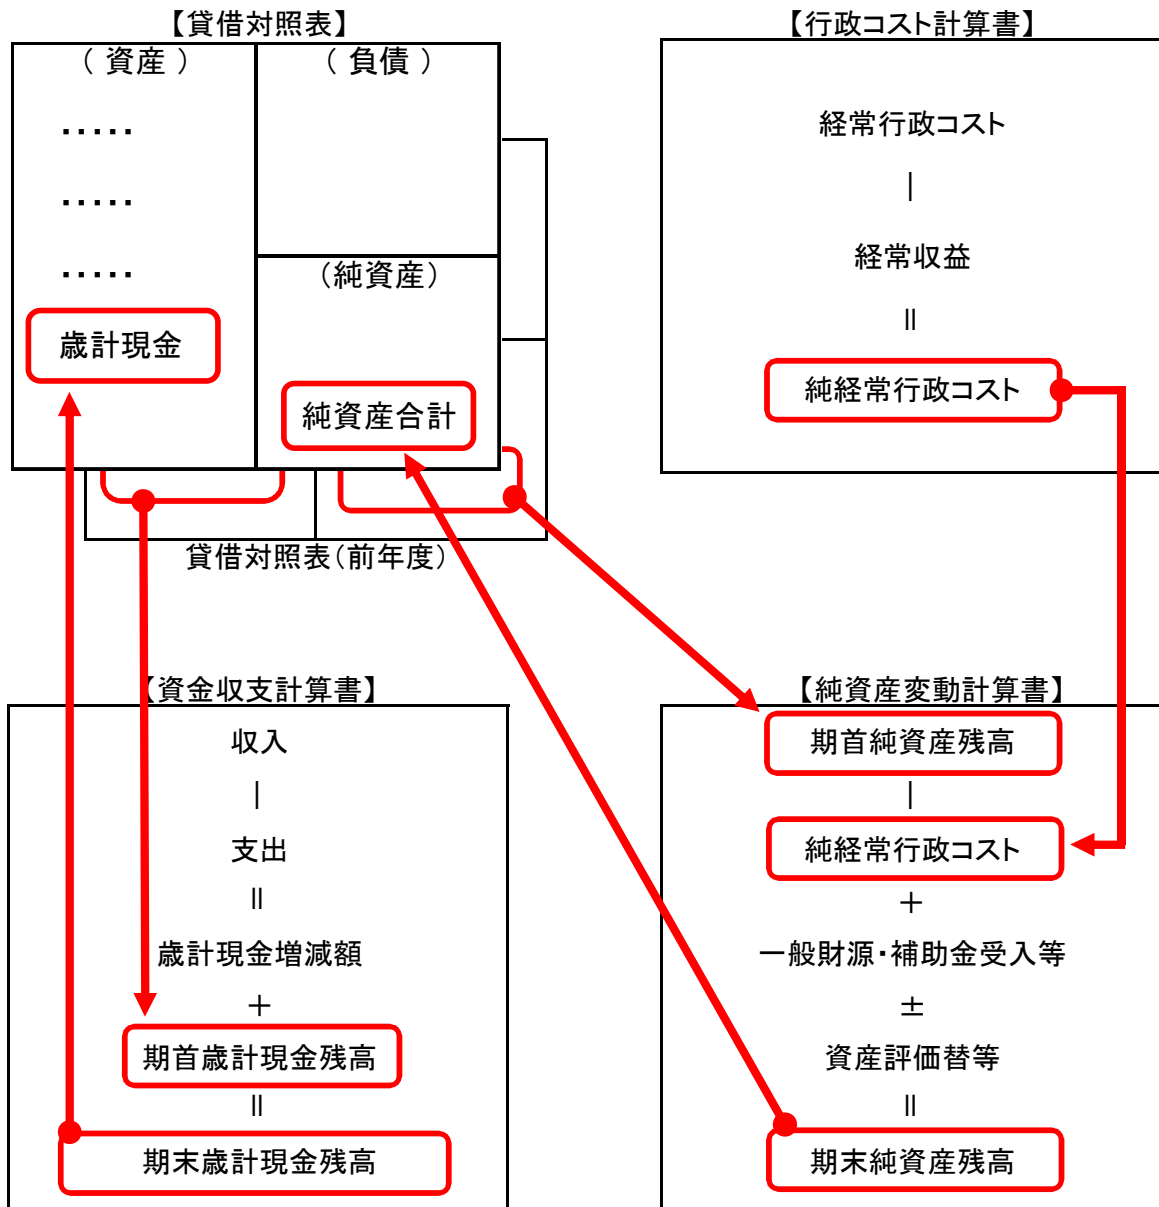 【貸借対照表】
（ 資産 ）
（ 負債 ）
・・・・・
・・・・・
・・・・・
歳計現金
（純資産）
純資産合計
貸借対照表（前年度）
【行政コスト計算書】
経常行政コスト
｜
経常収益
॥
純経常行政コスト
【資金収支計算書】
収入
｜
支出
॥
歳計現金増減額
＋
期首歳計現金残高
॥
期末歳計現金残高
【純資産変動計算書】
期首純資産残高
｜
純経常行政コスト
＋
一般財源・補助金受入等
±
資産評価替等
॥
期末純資産残高